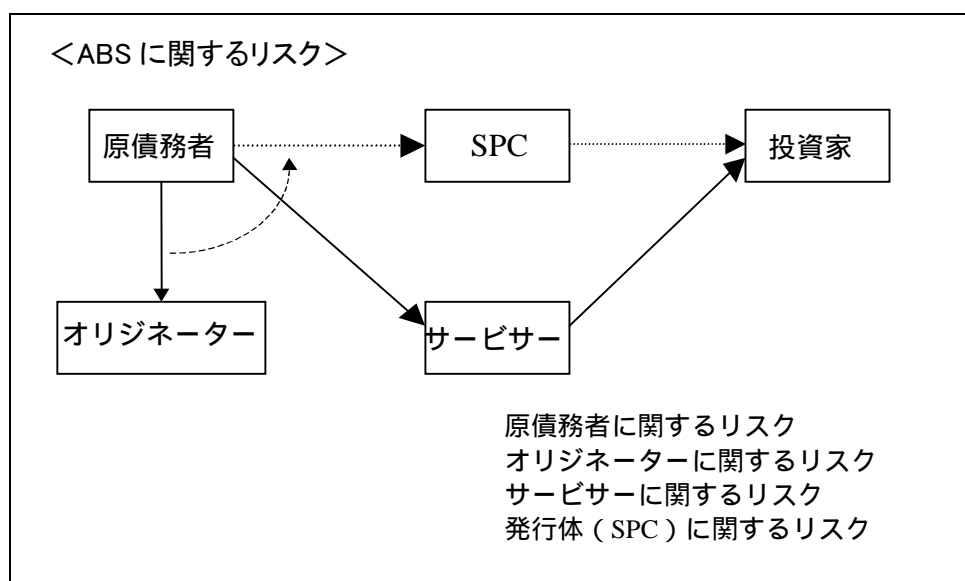 ＜ABS に関するリスク＞
原債務者
SPC
投資家
オリジネーター
サービサー
原債務者に関するリスク
オリジネーターに関するリスク
サービサーに関するリスク
発行体（SPC）に関するリスク